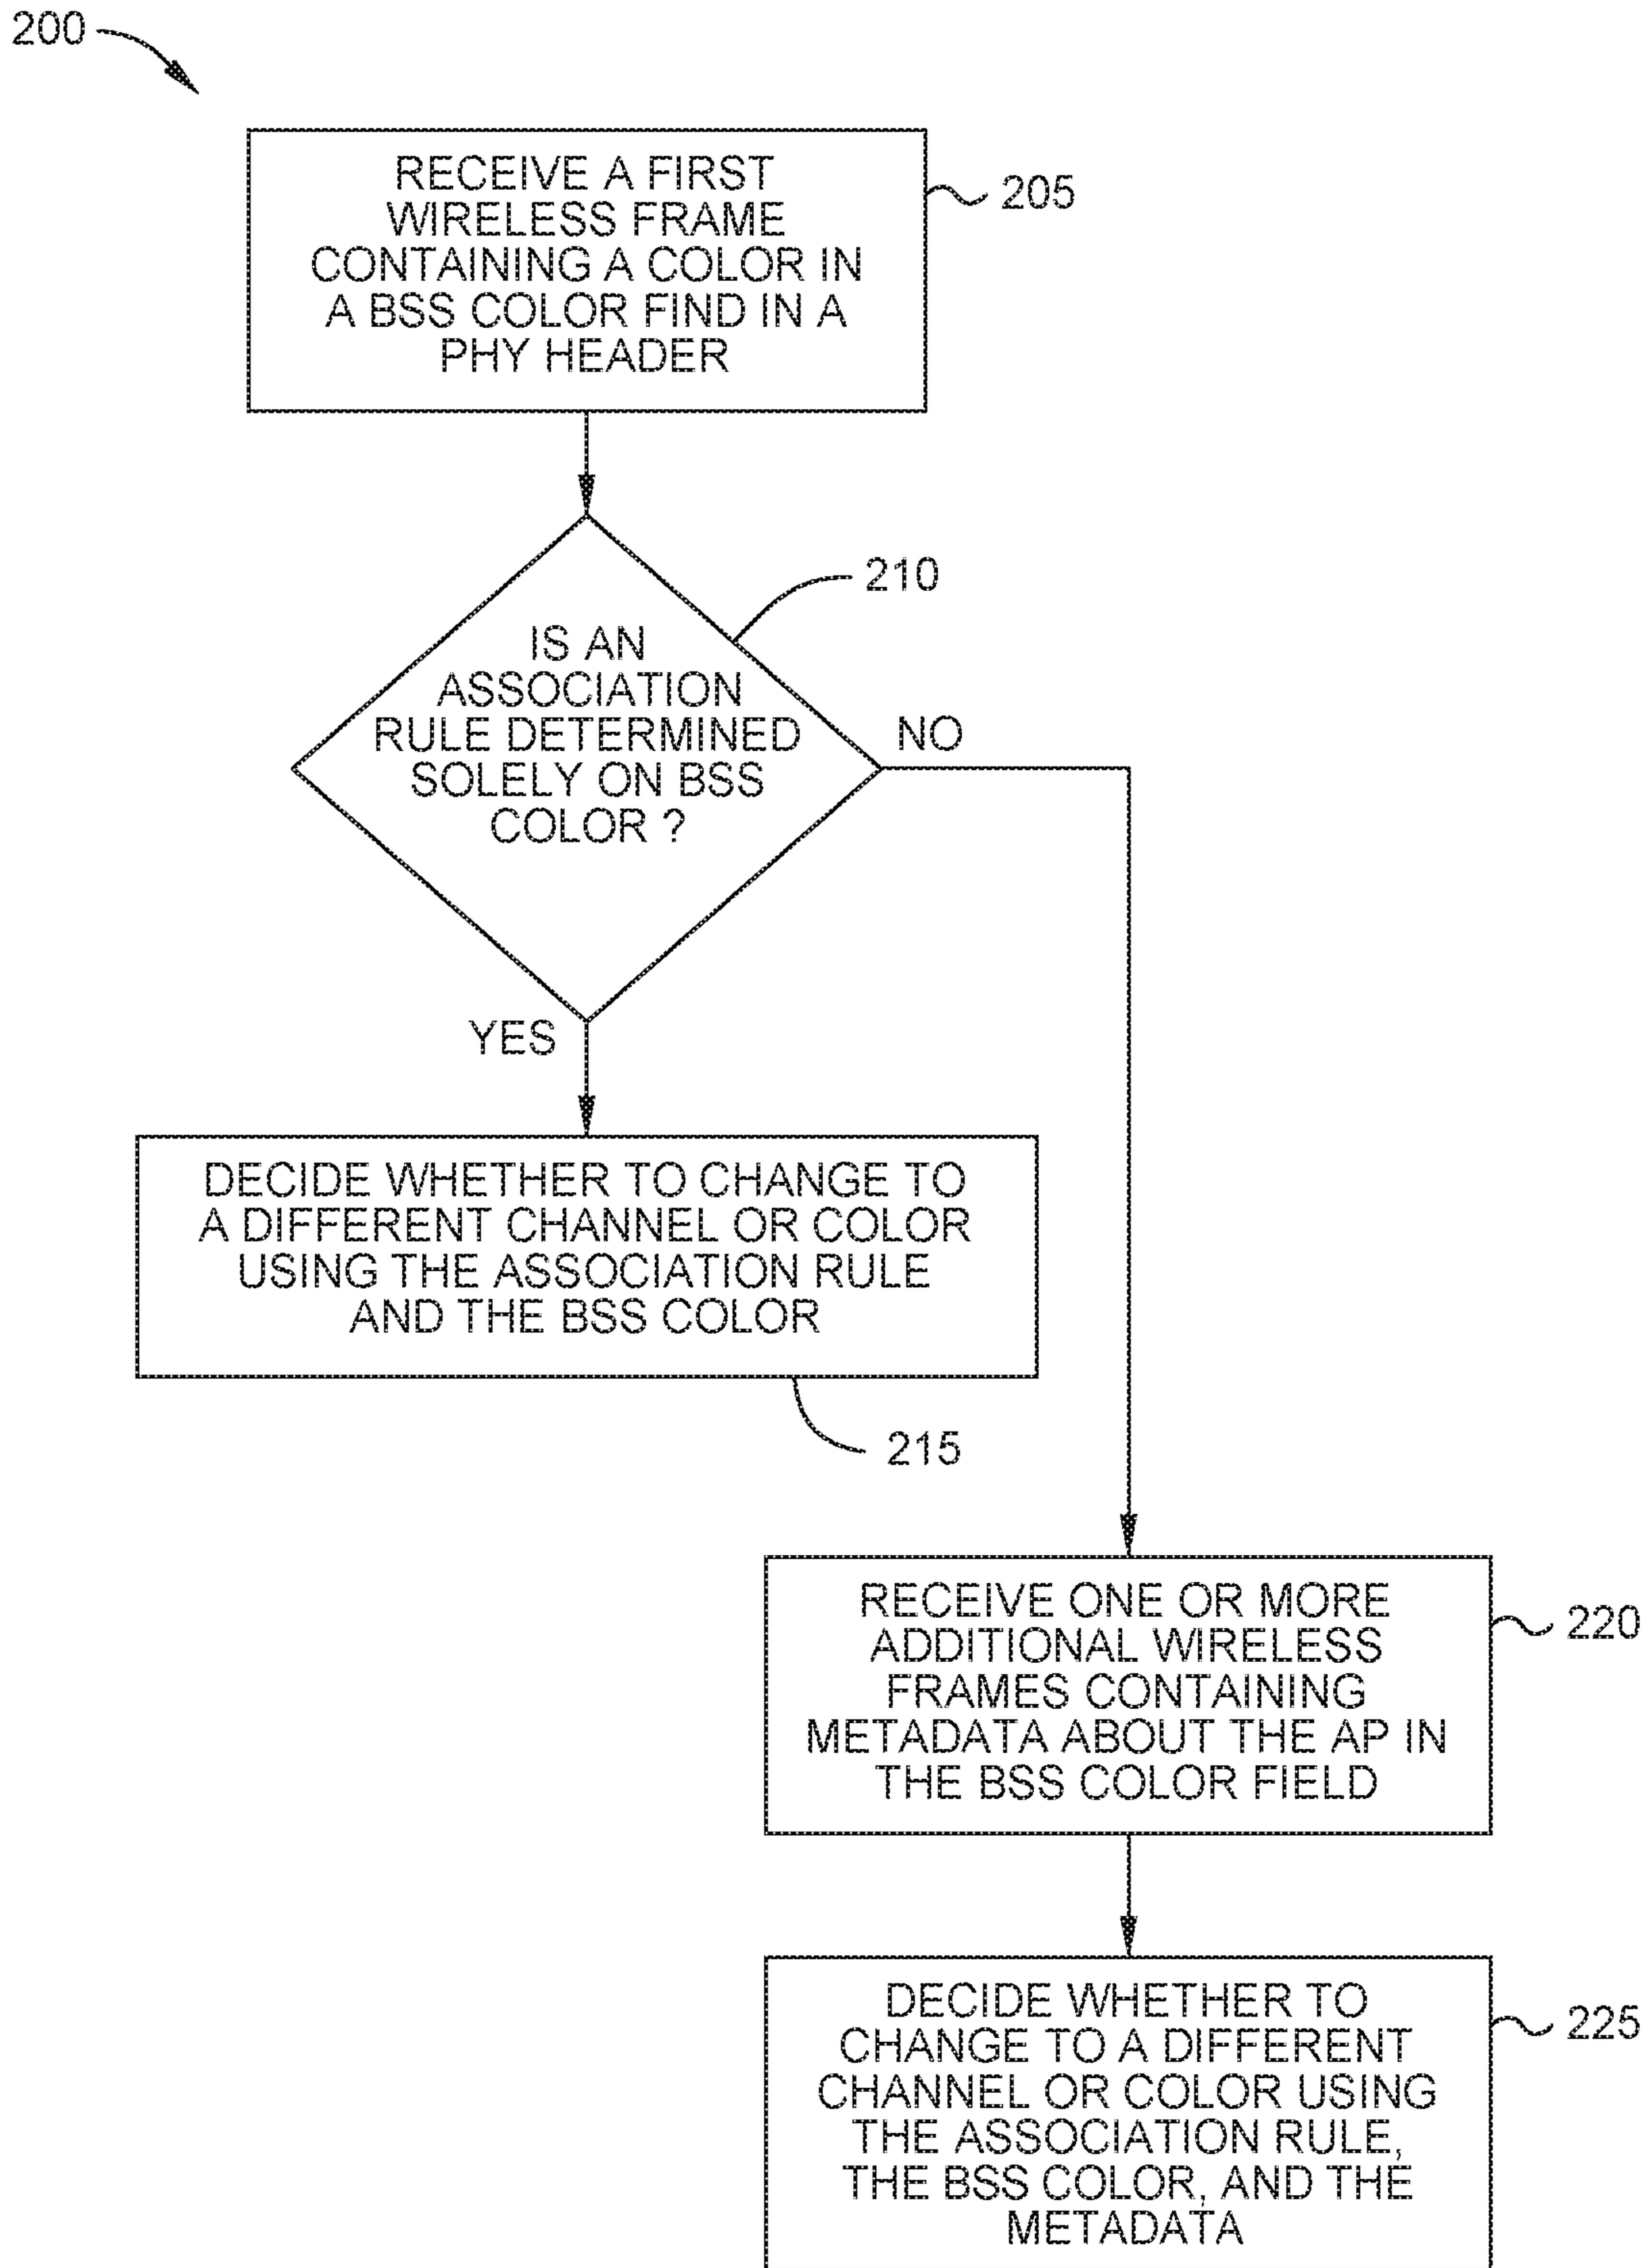 200
RECEIVE A FIRST
WIRELESS FRAME
CONTAINING A COLOR IN
A BSS COLOR FIND IN A
PHY HEADER
205
IS AN
ASSOCIATION
RULE DETERMINED
SOLELY ON BSS
COLOR ?
210
NO
YES
DECIDE WHETHER TO CHANGE TO
A DIFFERENT CHANNEL OR COLOR
USING THE ASSOCIATION RULE
AND THE BSS COLOR
215
RECEIVE ONE OR MORE
ADDITIONAL WIRELESS
FRAMES CONTAINING
METADATA ABOUT THE AP IN
THE BSS COLOR FIELD
220
DECIDE WHETHER TO
CHANGE TO A DIFFERENT
CHANNEL OR COLOR USING
THE ASSOCIATION RULE,
THE BSS COLOR, AND THE
METADATA
225